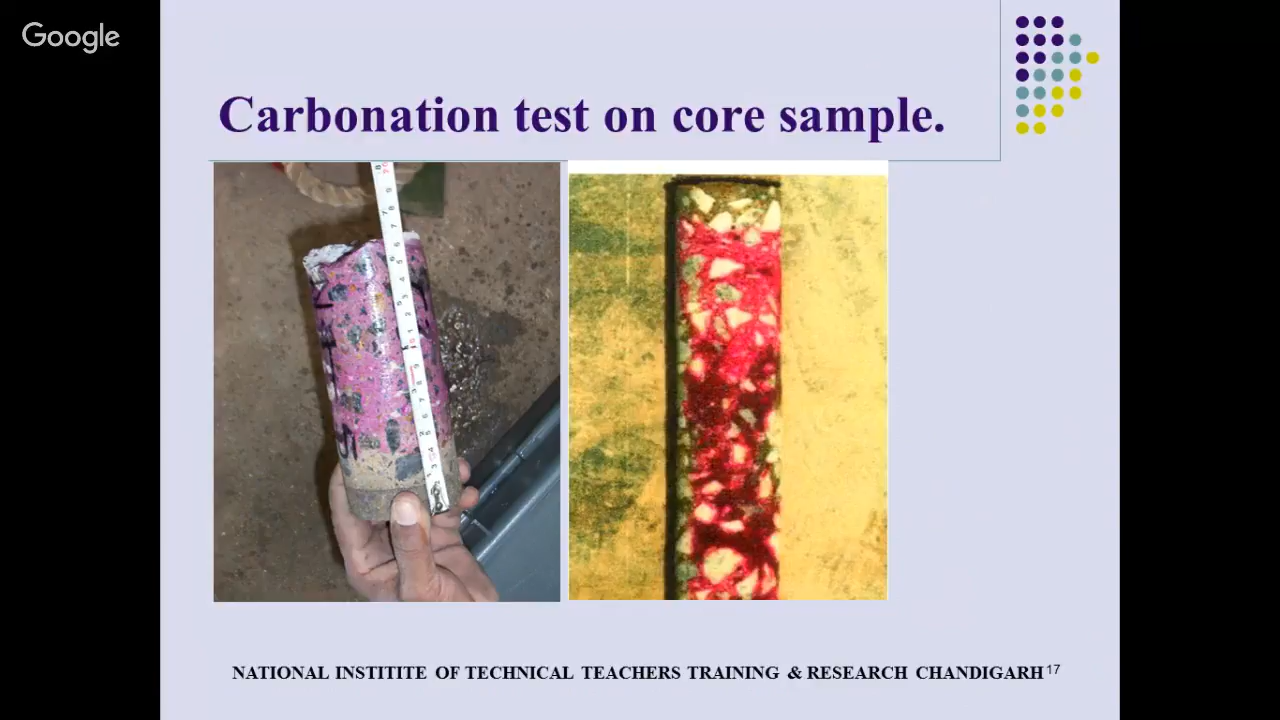 Google
Carbonation test on core sample.
NATIONAL INSTITITE OF TECHNICAL TEACHERS TRAINING & RESEARCH CHANDIGARH 17